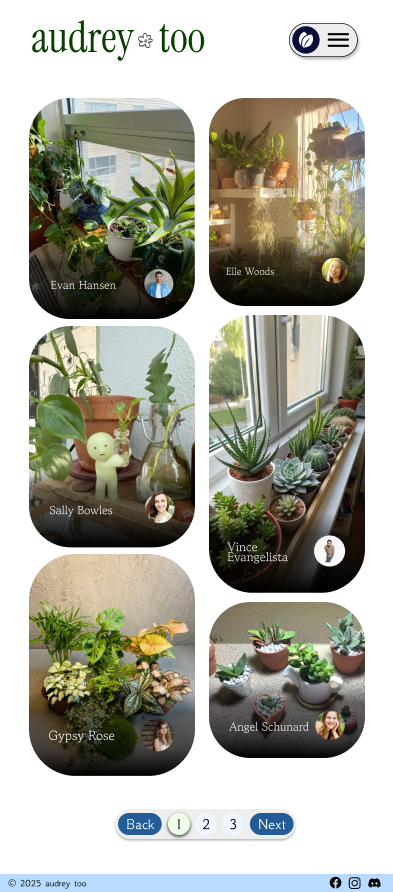 audrey too
Evan Hansen
Elle Woods
Sally Bowles
Vince
Evangelista
Gypsy Rose
Angel Schunard
Back 1 2 3 Next
© 2025 audrey too